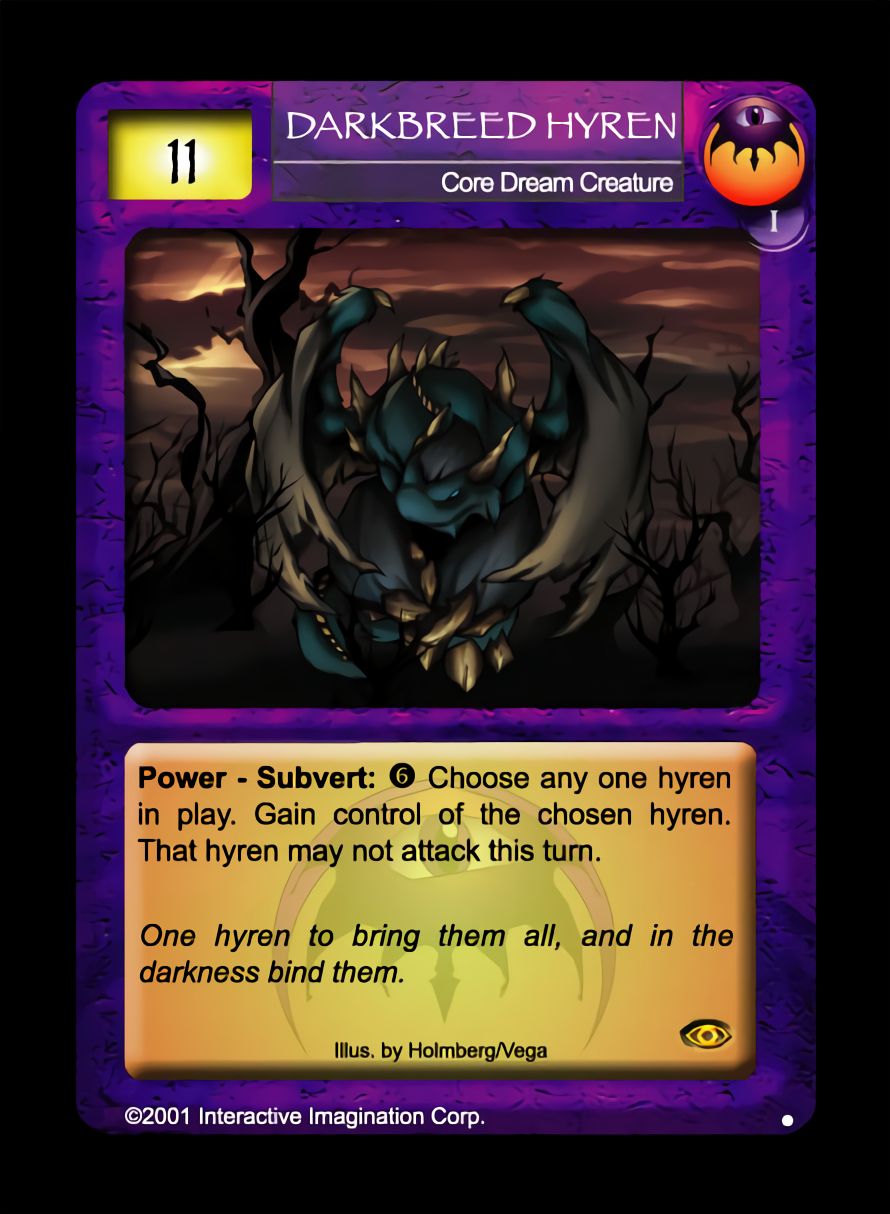 11
DARKBREED HYREN
Core Dream Creature
I
Power - Subvert: ❻ Choose any one hyren
in play. Gain control of the chosen hyren.
That hyren may not attack this turn.
One hyren to bring them all, and in the
darkness bind them.
Illus. by Holmberg/Vega
©2001 Interactive Imagination Corp.